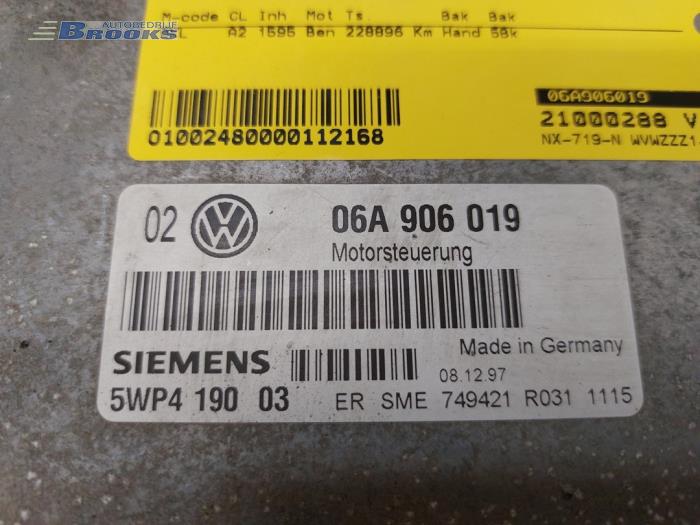 AUTOBEDRIJF
BROOKS
M-code CL Inh Mot Ts. Bak Bak
A2 1595 Ben 228896 Km Hand 5Bk
01002480000112168
06A906019
21000288 V
NX-719-N WVWZZZ1
02 06A 906 019
Motorsteuerung
SIEMENS Made in Germany
08.12.97
5WP4 190 03 ER SME 749421 R031 1115